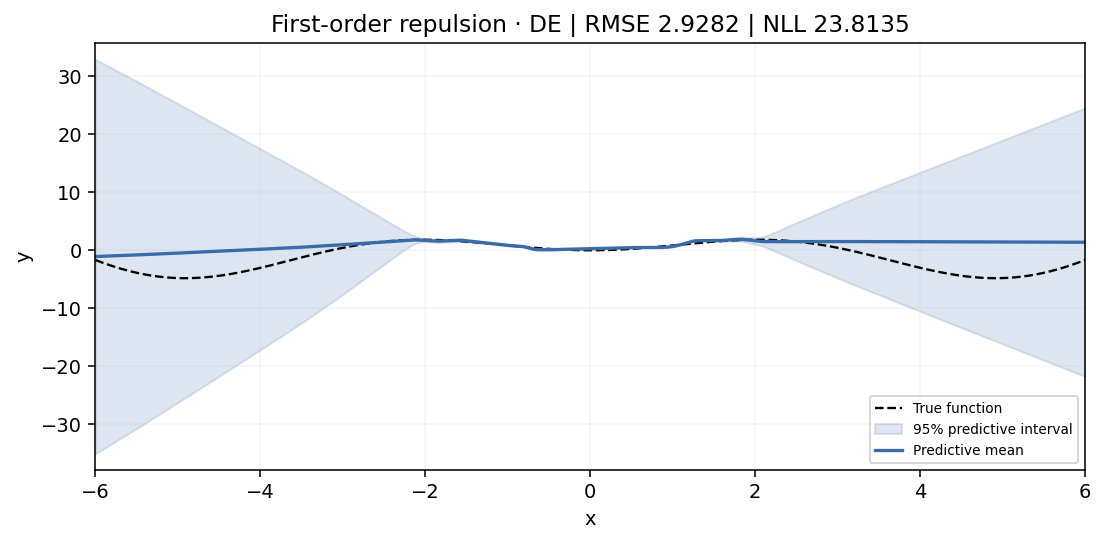 First-order repulsion · DE | RMSE 2.9282 | NLL 23.8135
30
20
10
0
−10
−20
−30
y
True function
95% predictive interval
Predictive mean
−6
−4
−2
0
2
4
6
x